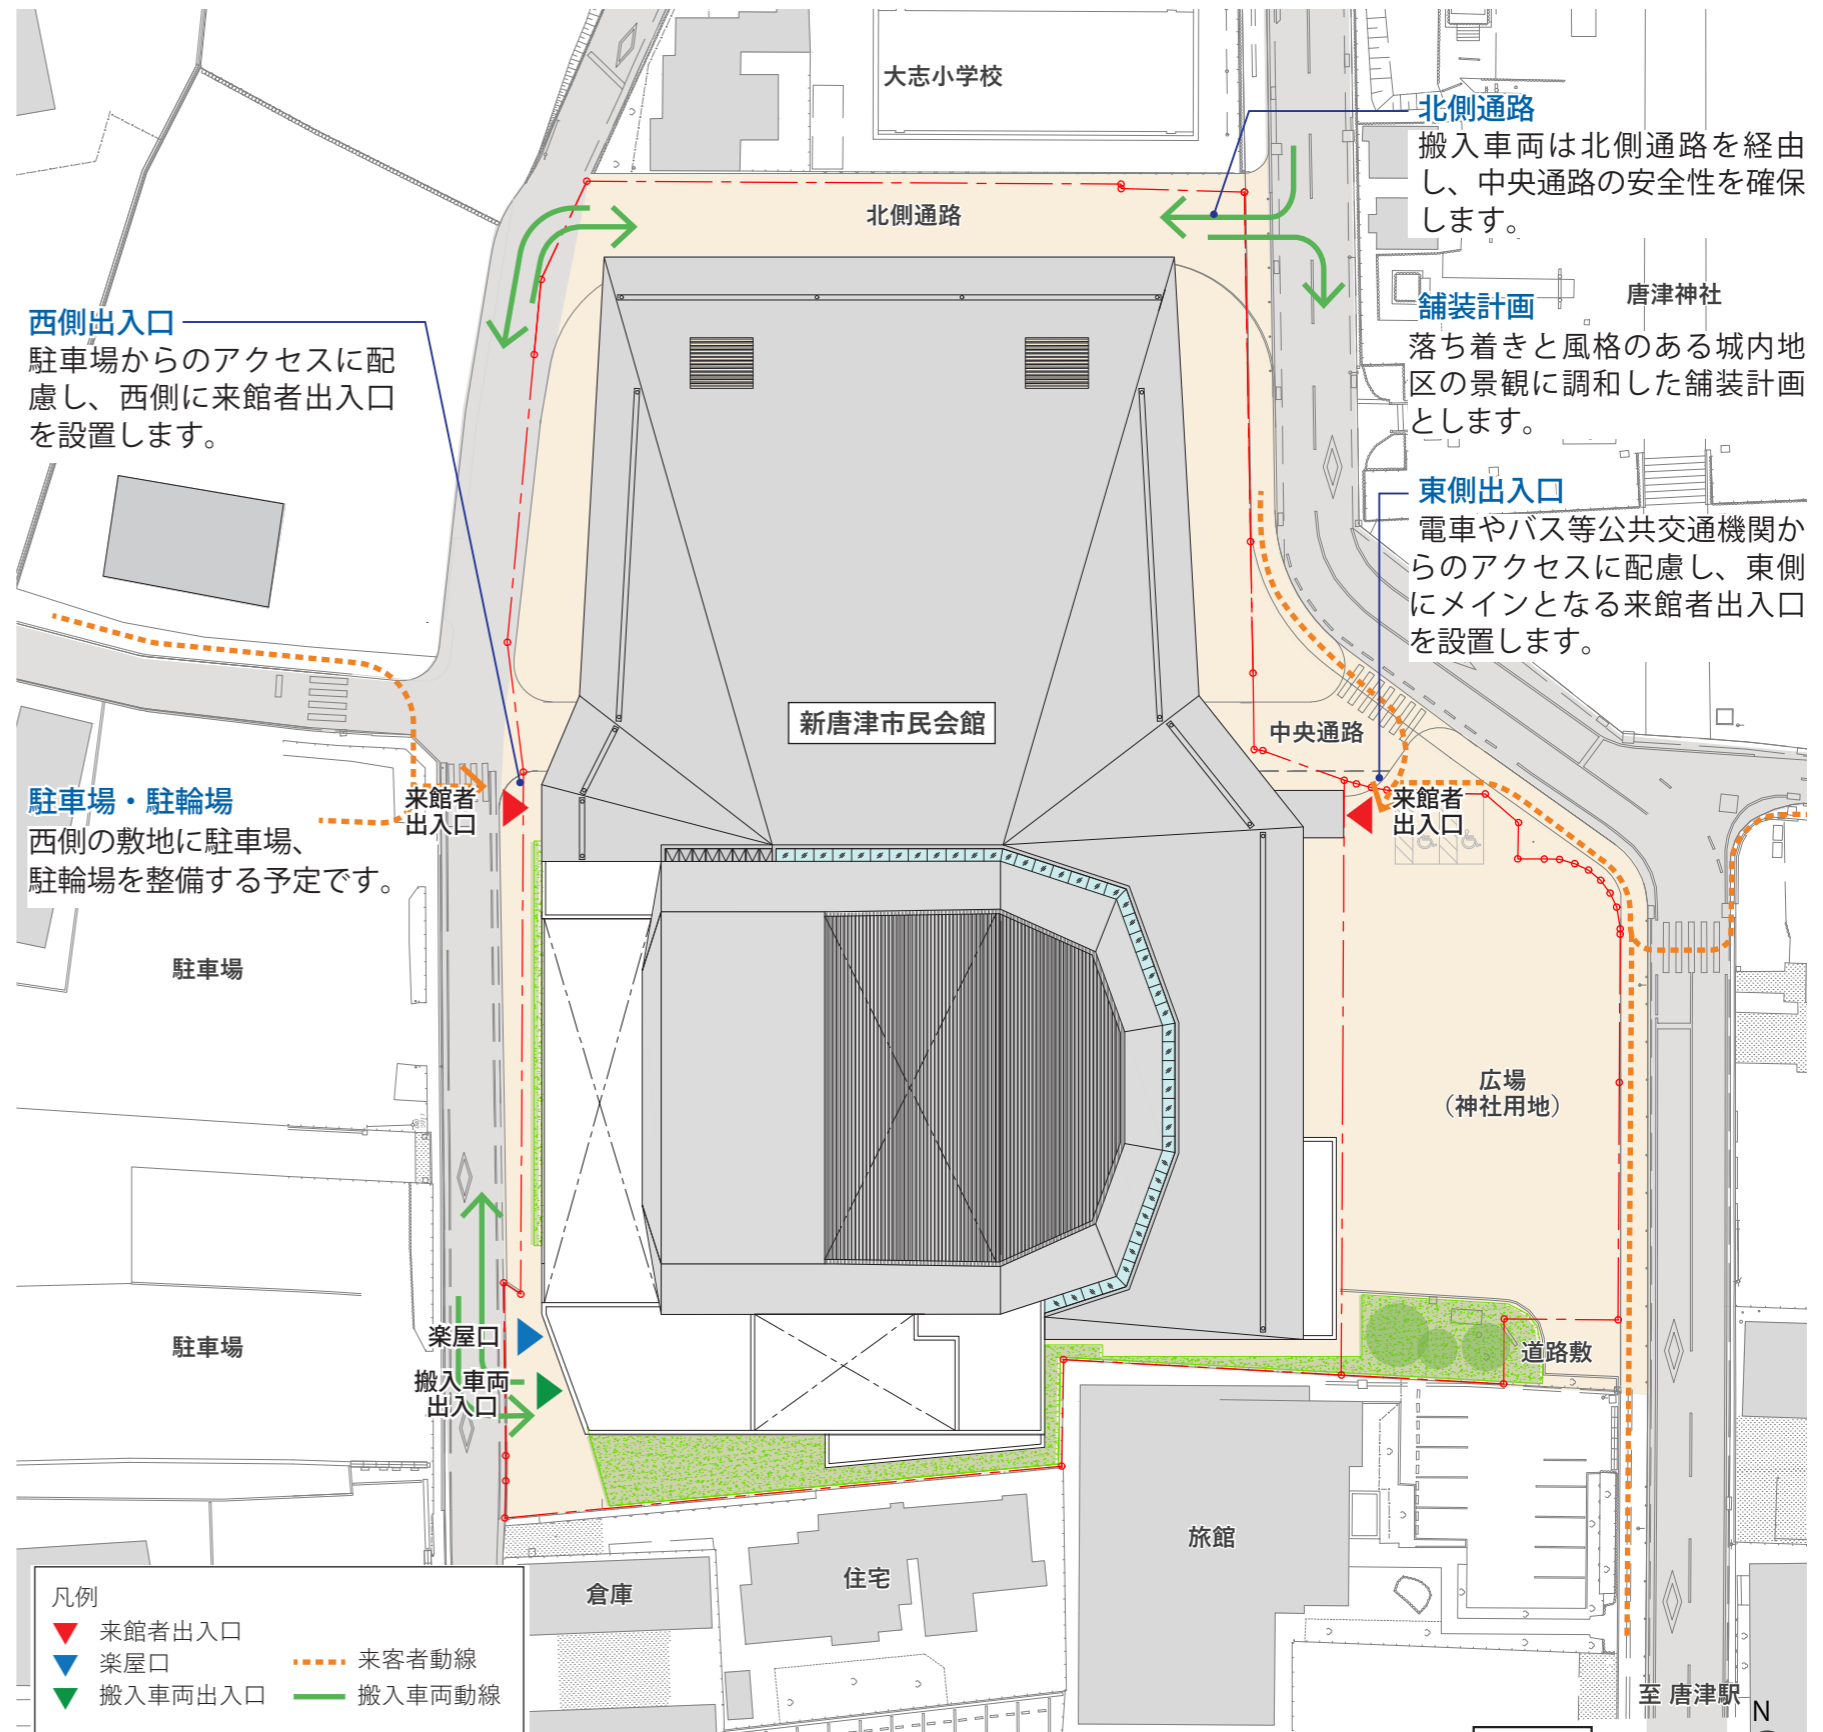 大志小学校
北側通路
搬入車両は北側通路を経由
し、中央通路の安全性を確保
します。
北側通路
唐津神社
舗装計画
落ち着きと風格のある城内地
区の景観に調和した舗装計画
とします。
西側出入口
駐車場からのアクセスに配
慮し、西側に来館者出入口
を設置します。
東側出入口
電車やバス等公共交通機関か
らのアクセスに配慮し、東側
にメインとなる来館者出入口
を設置します。
新唐津市民会館
中央通路
駐車場・駐輪場
西側の敷地に駐車場、
駐輪場を整備する予定です。
来館者
出入口
来館者
出入口
駐車場
広場
（神社用地）
楽屋口
駐車場
搬入車両
出入口
道路敷
旅館
住宅
倉庫
凡例
来館者出入口
楽屋口
搬入車両出入口
来客者動線
搬入車両動線
至 唐津駅
N